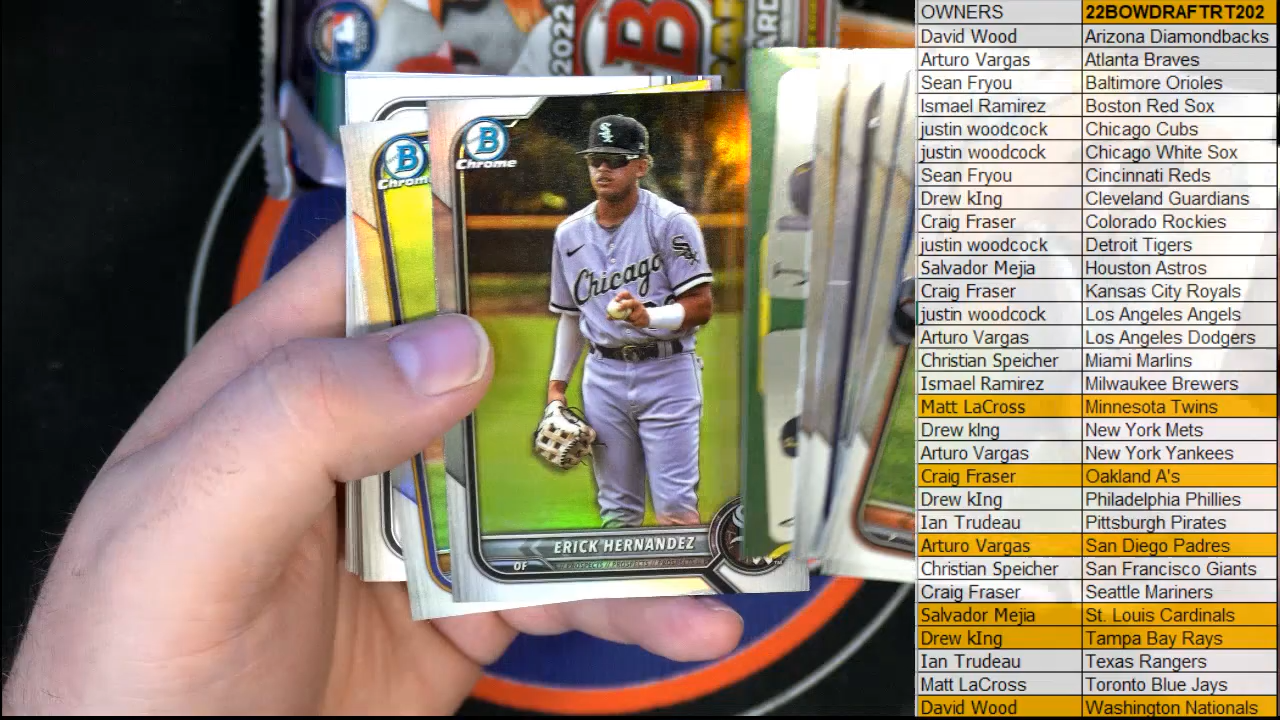 2022
B
Chrome
B
Chrom
Chicago
Sox
ERICK HERNANDEZ
OF
PROSPECTS // PROSPECTS // PROSPECTS
OWNERS 22BOWDRAFTRT202
David Wood Arizona Diamondbacks
Arturo Vargas Atlanta Braves
Sean Fryou Baltimore Orioles
Ismael Ramirez Boston Red Sox
justin woodcock Chicago Cubs
justin woodcock Chicago White Sox
Sean Fryou Cincinnati Reds
Drew kIng Cleveland Guardians
Craig Fraser Colorado Rockies
justin woodcock Detroit Tigers
Salvador Mejia Houston Astros
Craig Fraser Kansas City Royals
justin woodcock Los Angeles Angels
Arturo Vargas Los Angeles Dodgers
Christian Speicher Miami Marlins
Ismael Ramirez Milwaukee Brewers
Matt LaCross Minnesota Twins
Drew kIng New York Mets
Arturo Vargas New York Yankees
Craig Fraser Oakland A's
Drew kIng Philadelphia Phillies
Ian Trudeau Pittsburgh Pirates
Arturo Vargas San Diego Padres
Christian Speicher San Francisco Giants
Craig Fraser Seattle Mariners
Salvador Mejia St. Louis Cardinals
Drew kIng Tampa Bay Rays
Ian Trudeau Texas Rangers
Matt LaCross Toronto Blue Jays
David Wood Washington Nationals